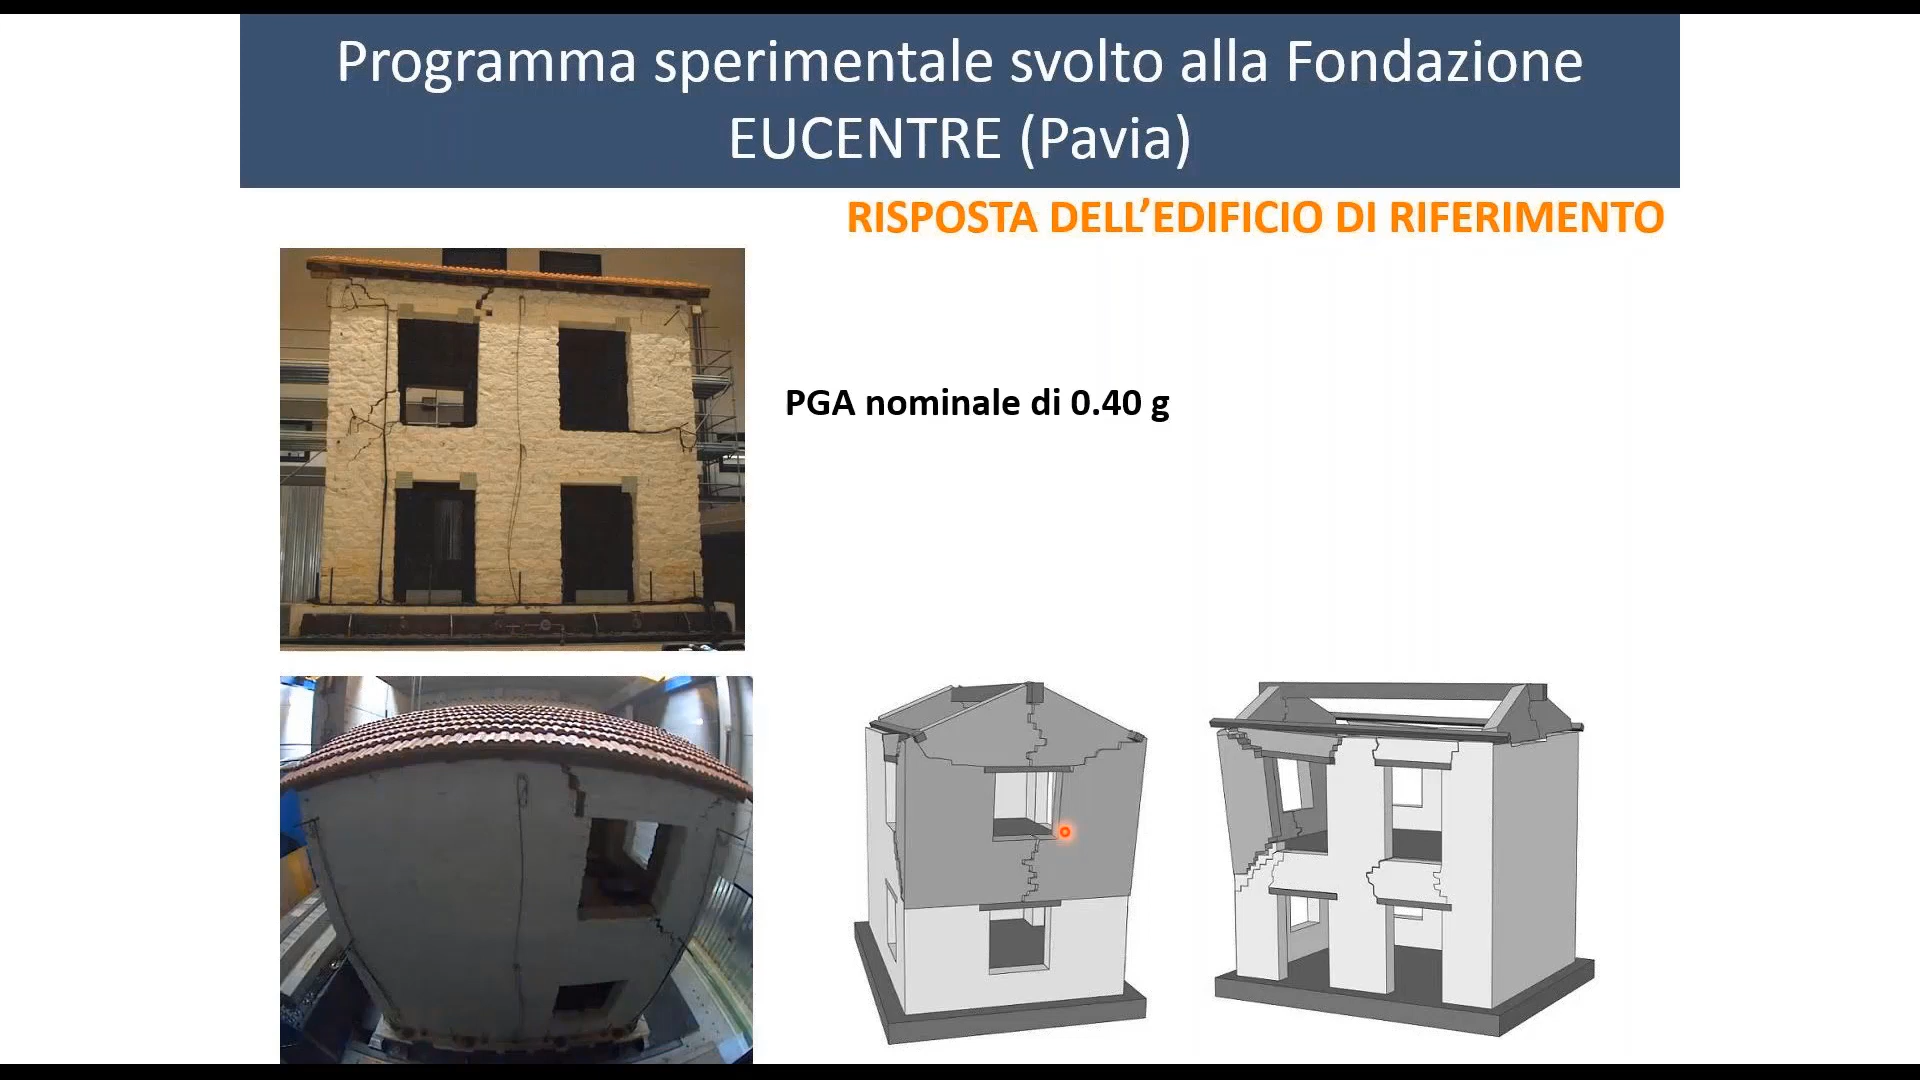 Programma sperimentale svolto alla Fondazione
EUCENTRE (Pavia)
RISPOSTA DELL’EDIFICIO DI RIFERIMENTO
PGA nominale di 0.40 g